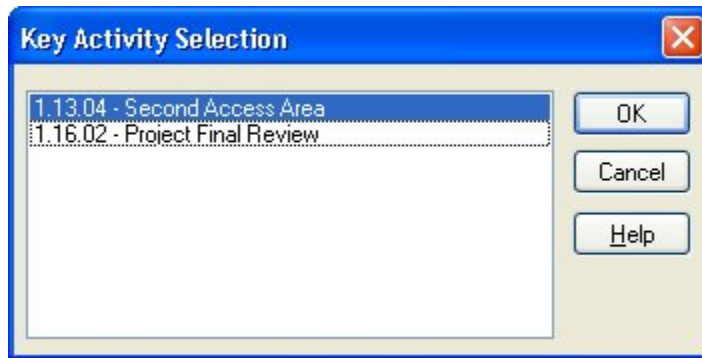 Key Activity Selection
1.13.04 - Second Access Area
1.16.02 - Project Final Review
OK
Cancel
Help